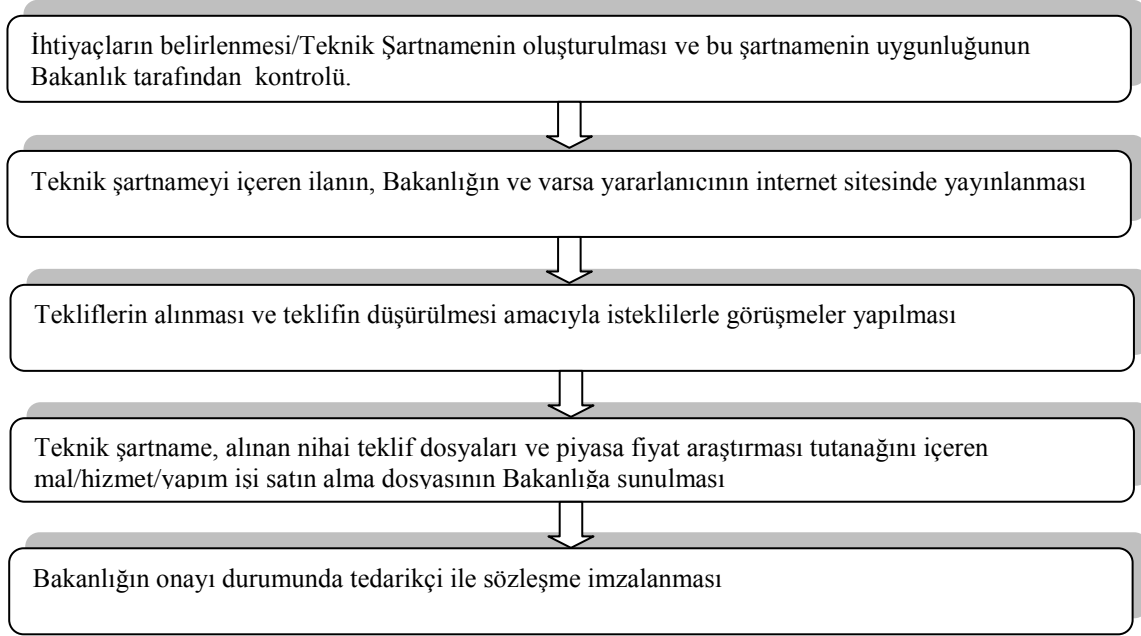 İhtiyaçların belirlenmesi/Teknik Şartnamenin oluşturulması ve bu şartnamenin uygunluğunun
Bakanlık tarafından kontrolü.
Teknik şartnameyi içeren ilanın, Bakanlığın ve varsa yararlanıcının internet sitesinde yayınlanması
Tekliflerin alınması ve teklifin düşürülmesi amacıyla isteklilerle görüşmeler yapılması
Teknik şartname, alınan nihai teklif dosyaları ve piyasa fiyat araştırması tutanağını içeren
mal/hizmet/yapım işi satın alma dosyasının Bakanlığa sunulması
Bakanlığın onayı durumunda tedarikçi ile sözleşme imzalanması